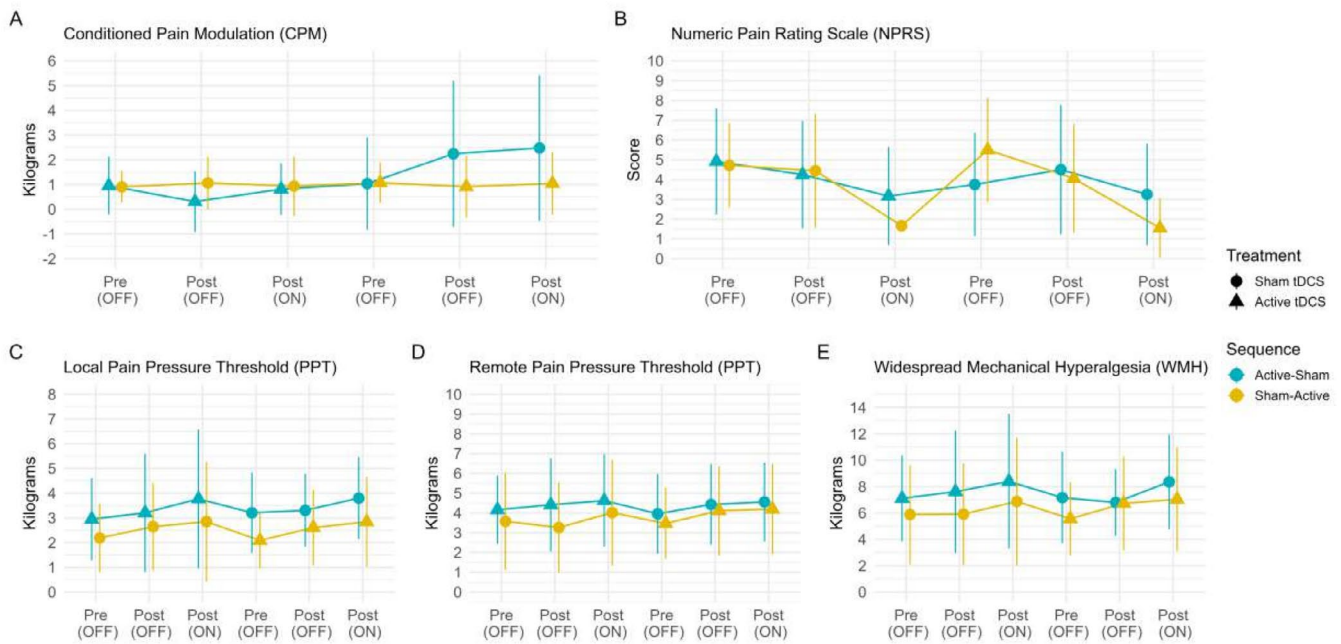 A
Conditioned Pain Modulation (CPM)
Kilograms
6
5
4
3
2
1
0
-1
-2
Pre
(OFF)
Post
(OFF)
Post
(ON)
Pre
(OFF)
Post
(OFF)
Post
(ON)
B
Numeric Pain Rating Scale (NPRS)
Score
10
9
8
7
6
5
4
3
2
1
0
Pre
(OFF)
Post
(OFF)
Post
(ON)
Pre
(OFF)
Post
(OFF)
Post
(ON)
Treatment
Sham tDCS
Active tDCS
Sequence
Active-Sham
Sham-Active
C
Local Pain Pressure Threshold (PPT)
Kilograms
8
7
6
5
4
3
2
1
0
Pre
(OFF)
Post
(OFF)
Post
(ON)
Pre
(OFF)
Post
(OFF)
Post
(ON)
D
Remote Pain Pressure Threshold (PPT)
Kilograms
10
9
8
7
6
5
4
3
2
1
0
Pre
(OFF)
Post
(OFF)
Post
(ON)
Pre
(OFF)
Post
(OFF)
Post
(ON)
E
Widespread Mechanical Hyperalgesia (WMH)
Kilograms
14
12
10
8
6
4
2
0
Pre
(OFF)
Post
(OFF)
Post
(ON)
Pre
(OFF)
Post
(OFF)
Post
(ON)